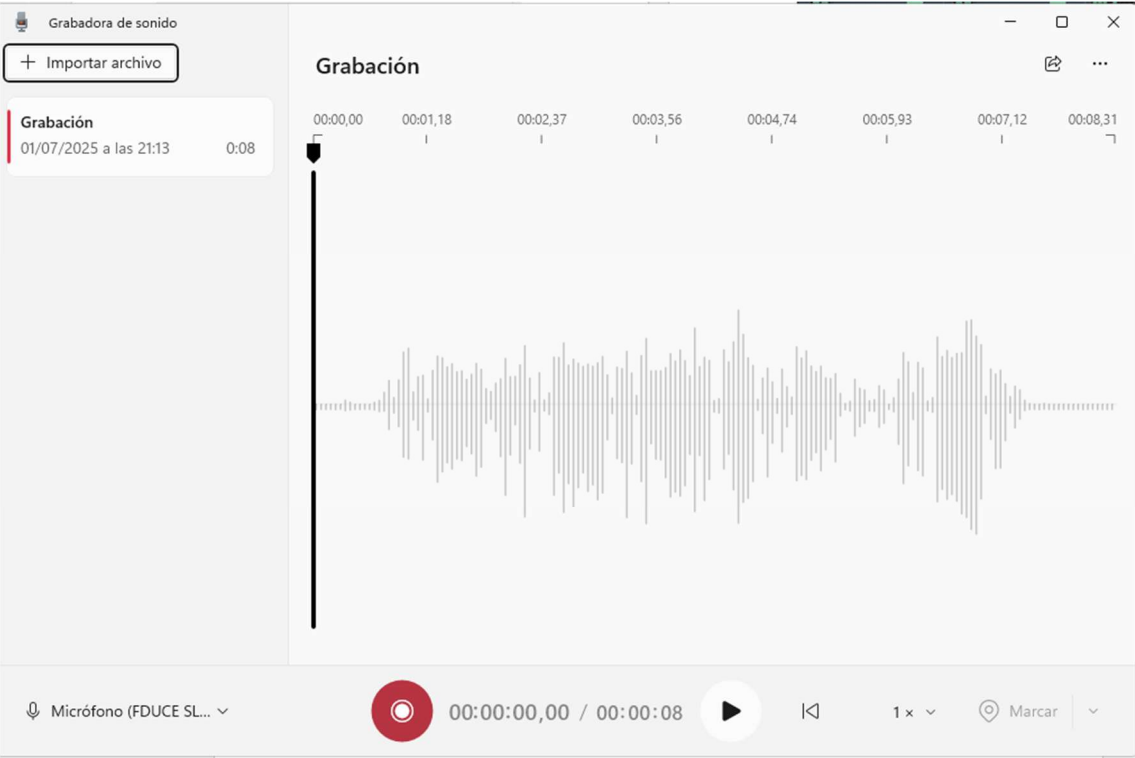 Grabadora de sonido
Importar archivo
Grabación
01/07/2025 a las 21:13 0:08
Grabación
00:00,00 00:01,18 00:02,37 00:03,56 00:04,74 00:05,93 00:07,12 00:08,31
Micrófono (FDUCE SL... 00:00:00,00 / 00:00:08 1 × Marcar